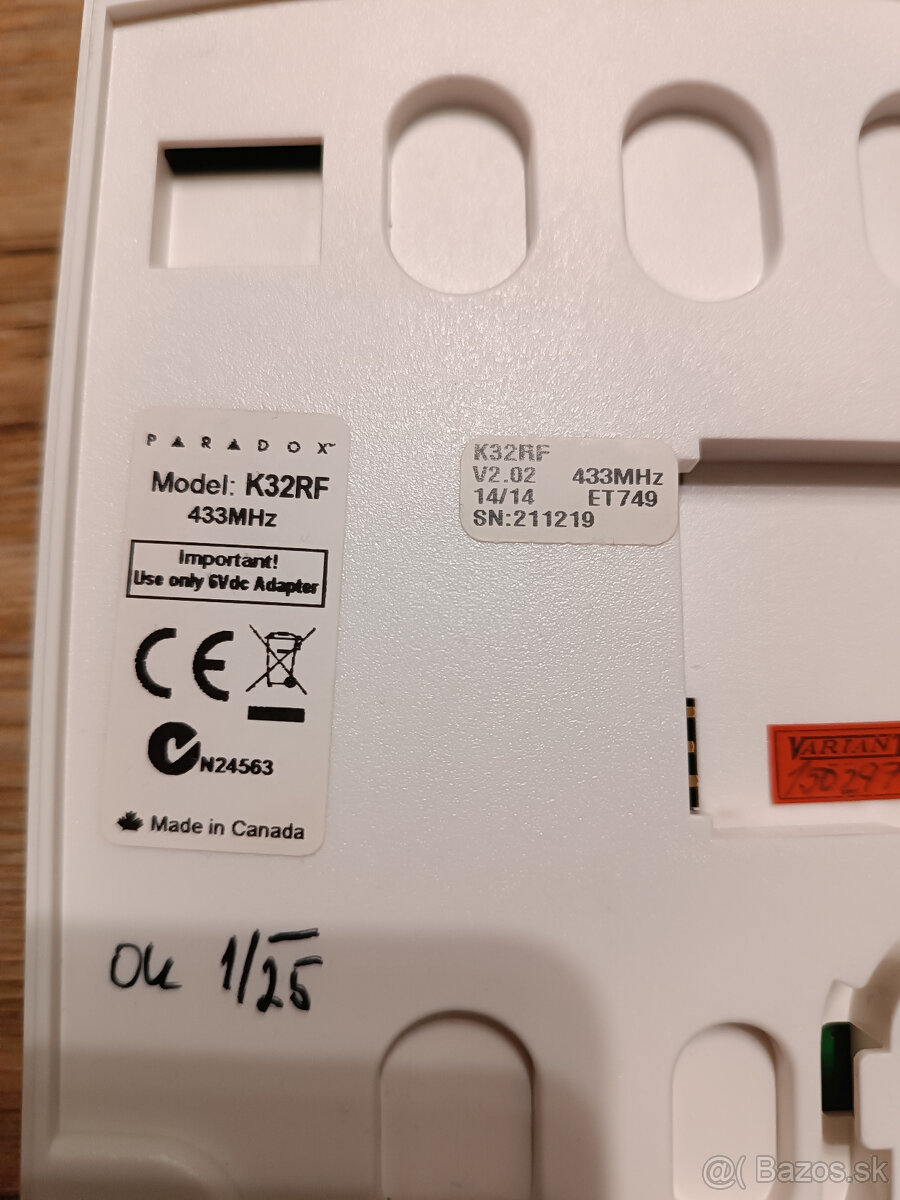 PARADOX™
Model: K32RF
433MHz
Important!
Use only 6Vdc Adapter
CE
N24563
Made in Canada
K32RF
V2.02 433MHz
14/14 ET749
SN:211219
VARIANT
OK 1/25
@( Bazos.sk